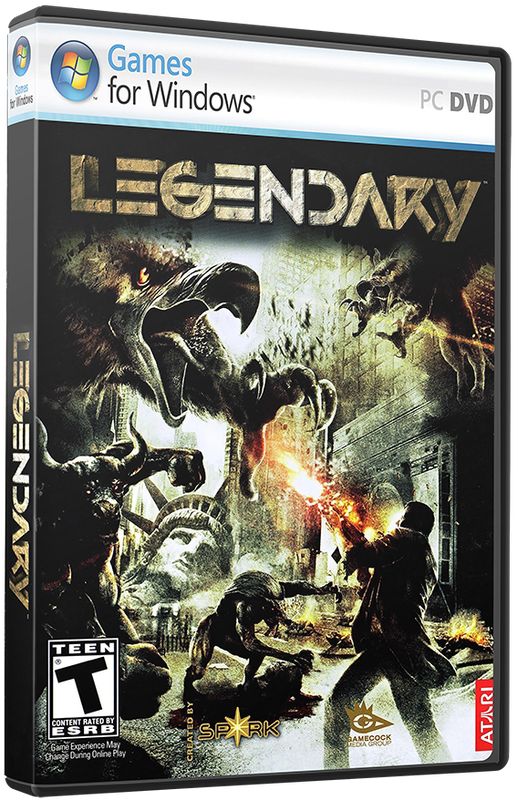 Games
for Windows®
Games
for Windows®
PC DVD
LEGENDARY™
LEGENDARY
TEEN
T
CONTENT RATED BY
ESRB
Game Experience May
Change During Online Play
CREATED BY
SPARK
GAMECOCK
MEDIA GROUP
ATARI